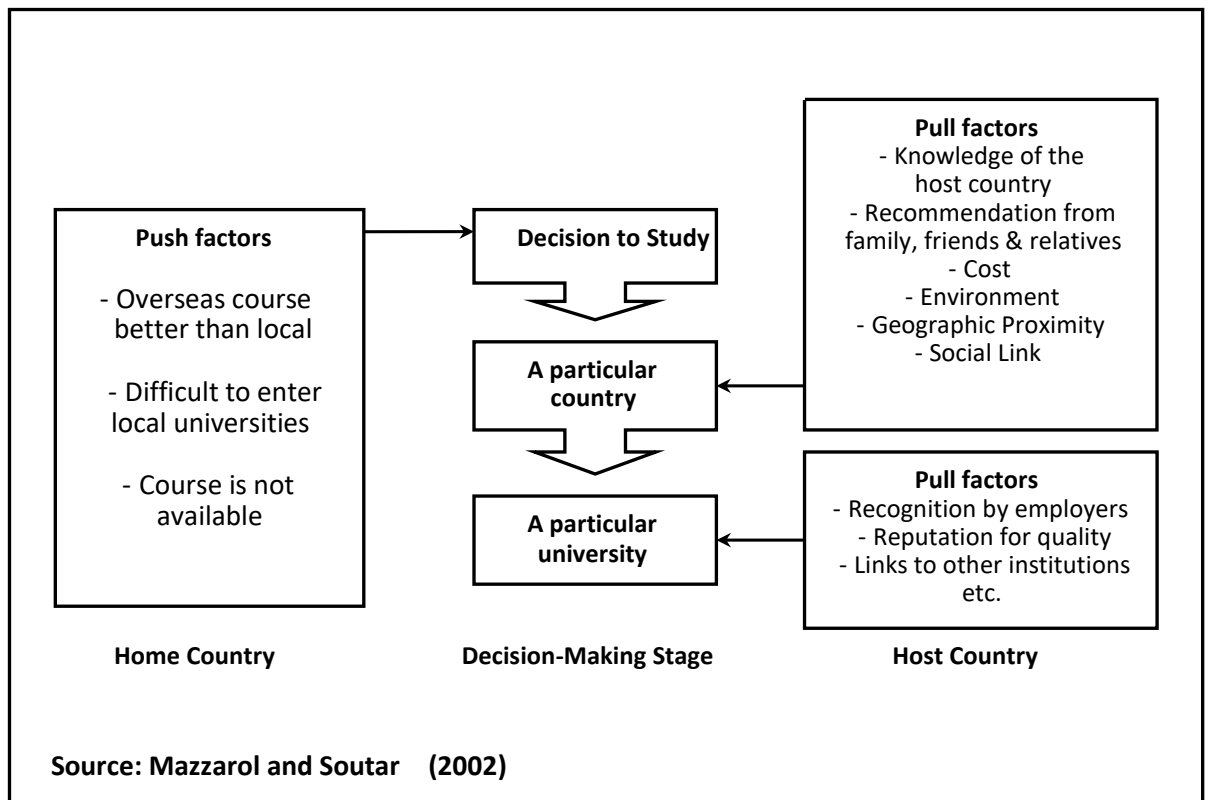 Push factors
- Overseas course
better than local
- Difficult to enter
local universities
- Course is not
available
Home Country
Decision to Study
A particular
country
A particular
university
Decision-Making Stage
Pull factors
- Knowledge of the
host country
- Recommendation from
family, friends & relatives
- Cost
- Environment
- Geographic Proximity
- Social Link
Pull factors
- Recognition by employers
- Reputation for quality
- Links to other institutions
etc.
Host Country
Source: Mazzarol and Soutar (2002)